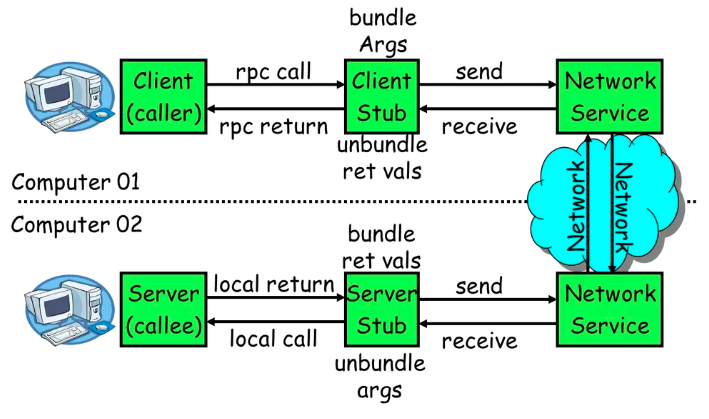 bundle
Args
Client
(caller)
rpc call
rpc return
Client
Stub
send
receive
Network
Service
unbundle
ret vals
Computer 01
Network
Network
Computer 02
bundle
ret vals
Server
(callee)
local return
local call
Server
Stub
send
receive
Network
Service
unbundle
args